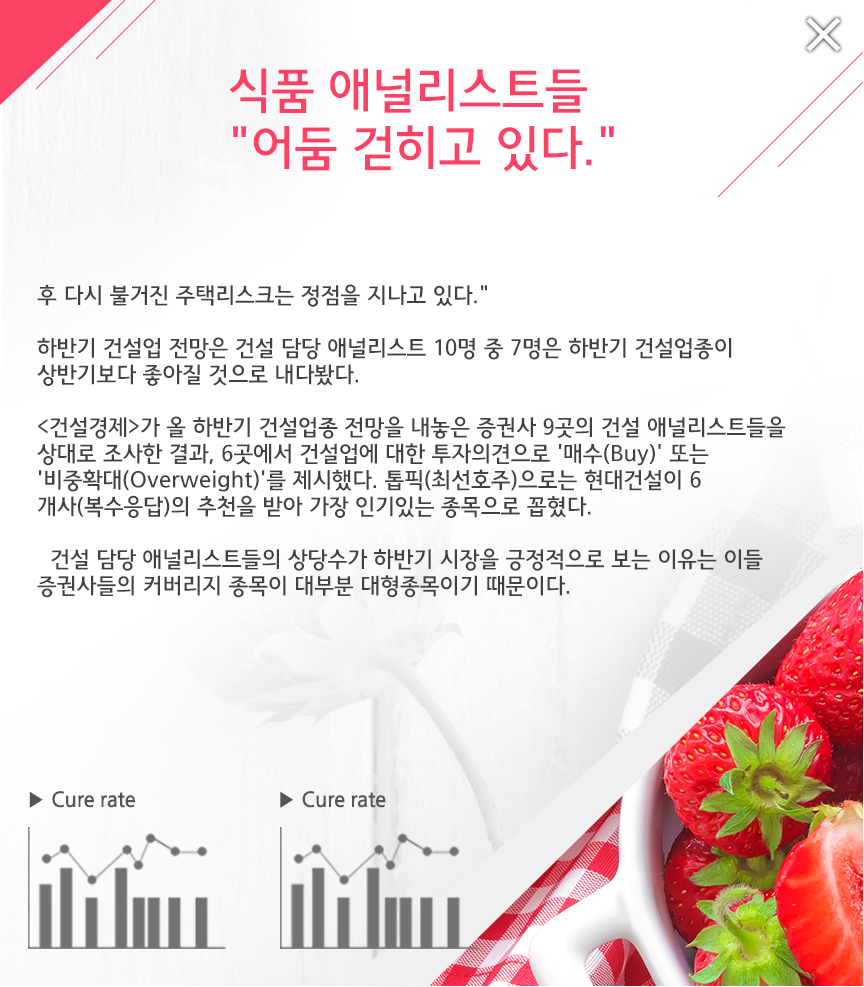 식품 애널리스트들
"어둠 걷히고 있다."
후 다시 불거진 주택리스크는 정점을 지나고 있다."
하반기 건설업 전망은 건설 담당 애널리스트 10명 중 7명은 하반기 건설업종이
상반기보다 좋아질 것으로 내다봤다.
<건설경제>가 올 하반기 건설업종 전망을 내놓은 증권사 9곳의 건설 애널리스트들을
상대로 조사한 결과, 6곳에서 건설업에 대한 투자의견으로 '매수(Buy)' 또는
'비중확대(Overweight)'를 제시했다. 톱픽(최선호주)으로는 현대건설이 6
개사(복수응답)의 추천을 받아 가장 인기있는 종목으로 꼽혔다.
건설 담당 애널리스트들의 상당수가 하반기 시장을 긍정적으로 보는 이유는 이들
증권사들의 커버리지 종목이 대부분 대형종목이기 때문이다.
▶ Cure rate
▶ Cure rate